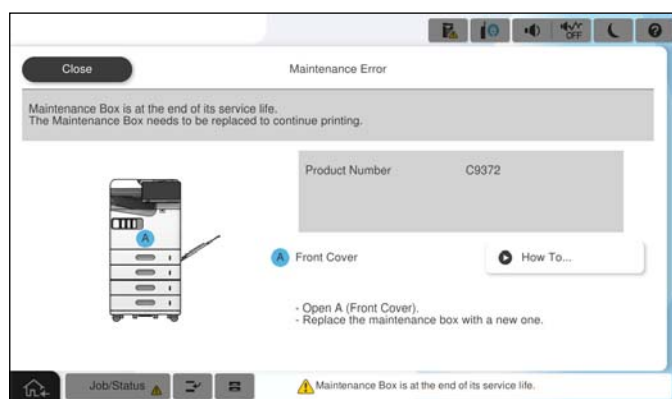 OFF
Close
Maintenance Error
Maintenance Box is at the end of its service life.
The Maintenance Box needs to be replaced to continue printing.
Product Number C9372
A
A Front Cover
How To...
- Open A (Front Cover).
- Replace the maintenance box with a new one.
Job/Status
Maintenance Box is at the end of its service life.